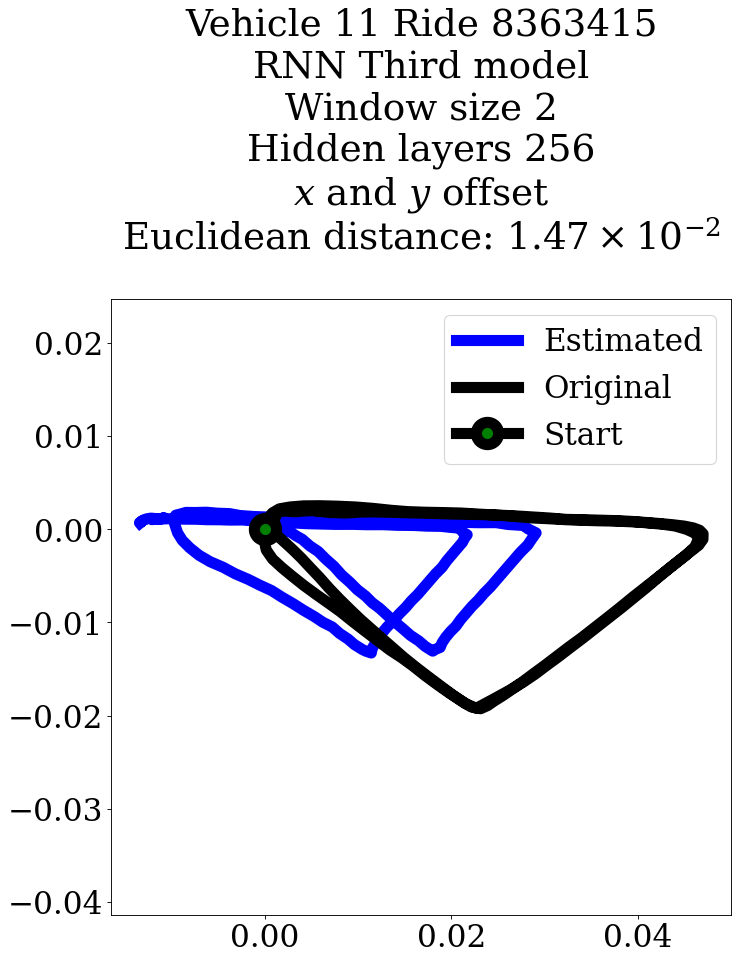 Vehicle 11 Ride 8363415
RNN Third model
Window size 2
Hidden layers 256
x and y offset
Euclidean distance: 1.47 × 10⁻²
Estimated
Original
Start
0.02
0.01
0.00
−0.01
−0.02
−0.03
−0.04
0.00 0.02 0.04